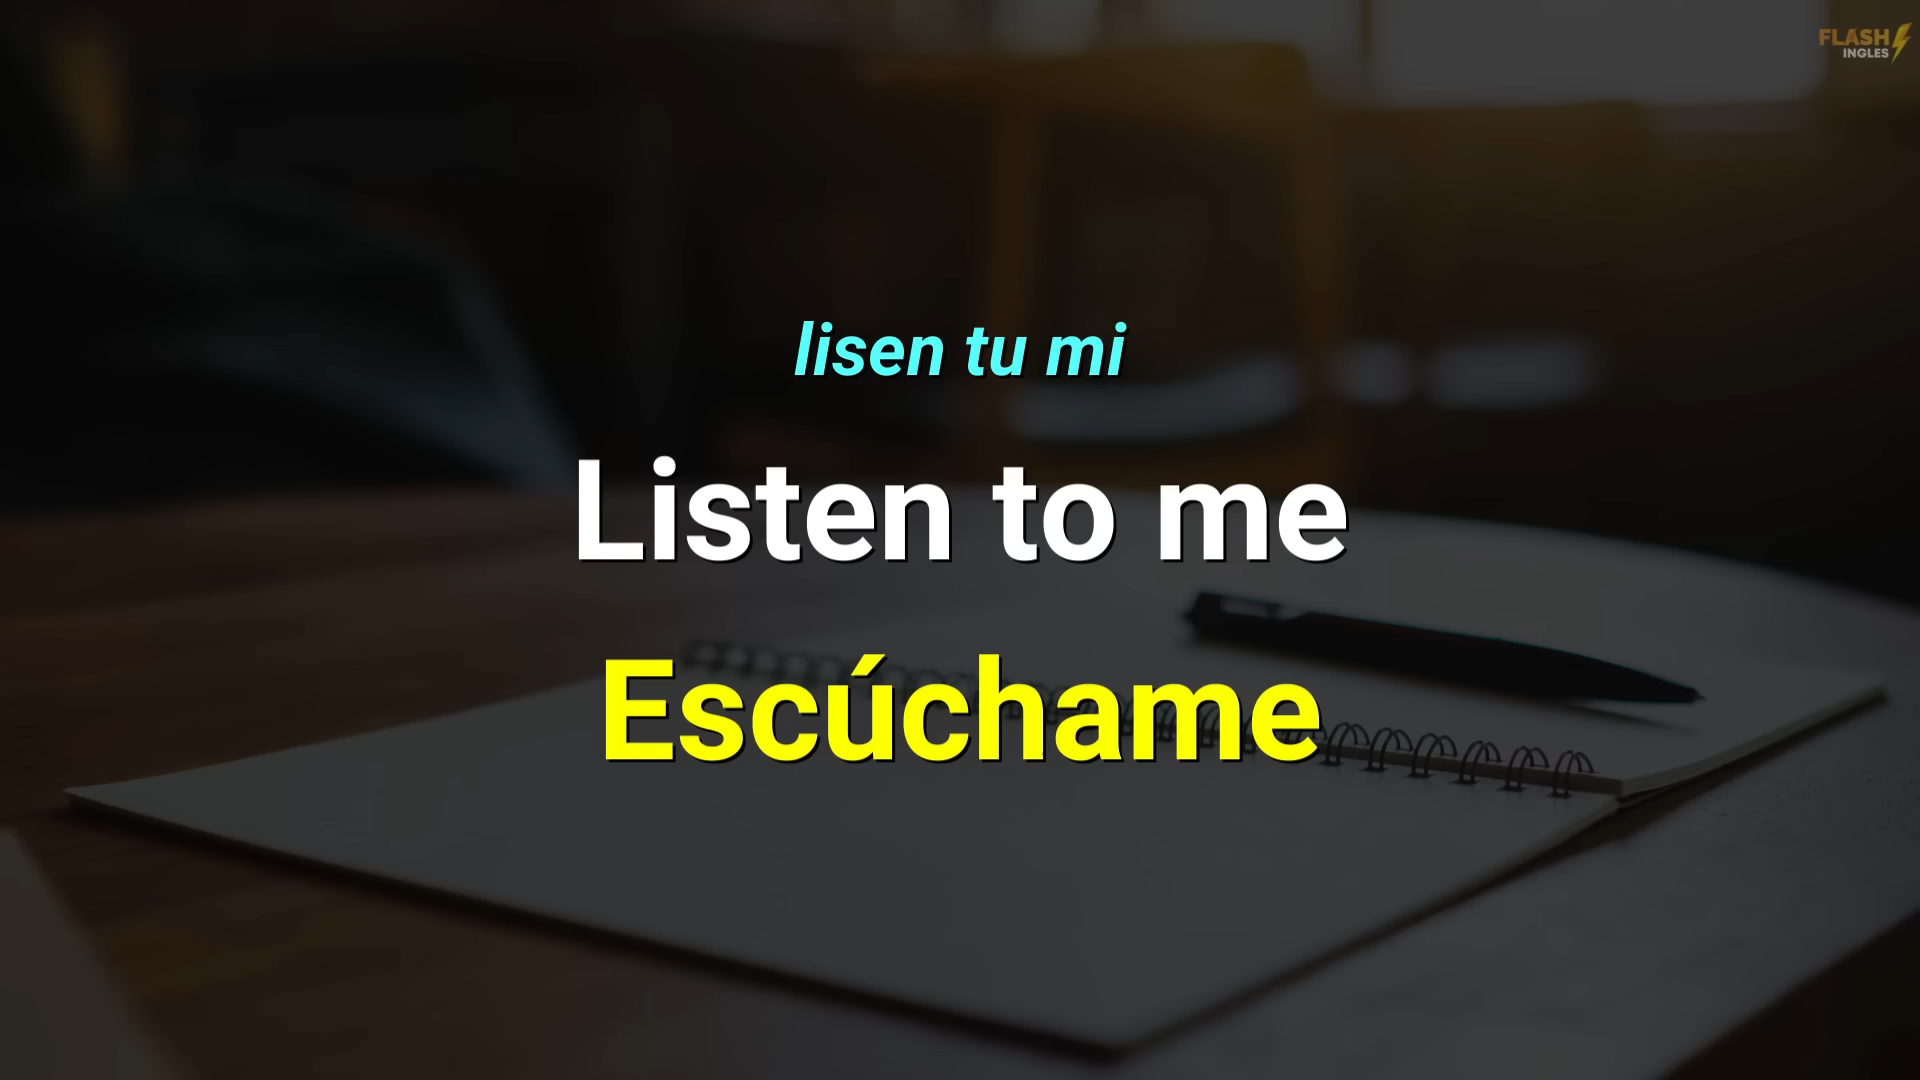 FLASH
INGLES
lisen tu mi
Listen to me
Escúchame